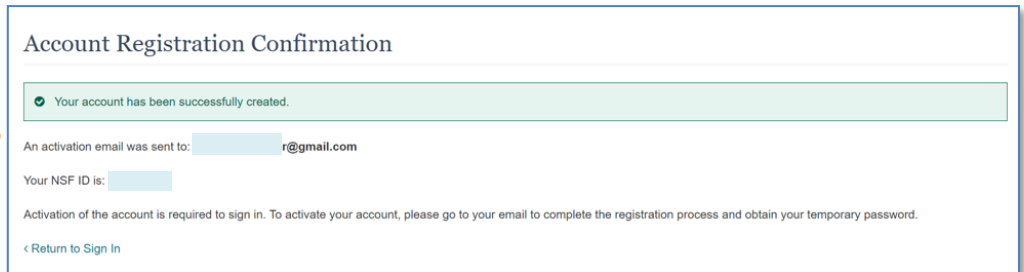 Account Registration Confirmation
Your account has been successfully created.
An activation email was sent to: r@gmail.com
Your NSF ID is:
Activation of the account is required to sign in. To activate your account, please go to your email to complete the registration process and obtain your temporary password.
< Return to Sign In